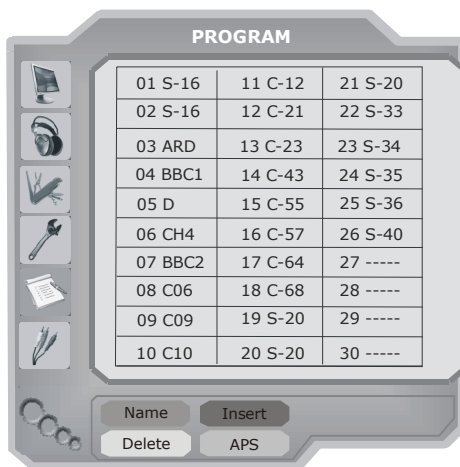 PROGRAM
01 S-16 11 C-12 21 S-20
02 S-16 12 C-21 22 S-33
03 ARD 13 C-23 23 S-34
04 BBC1 14 C-43 24 S-35
05 D 15 C-55 25 S-36
06 CH4 16 C-57 26 S-40
07 BBC2 17 C-64 27 -----
08 C06 18 C-68 28 -----
09 C09 19 S-20 29 -----
10 C10 20 S-20 30 -----
Name Insert
Delete APS